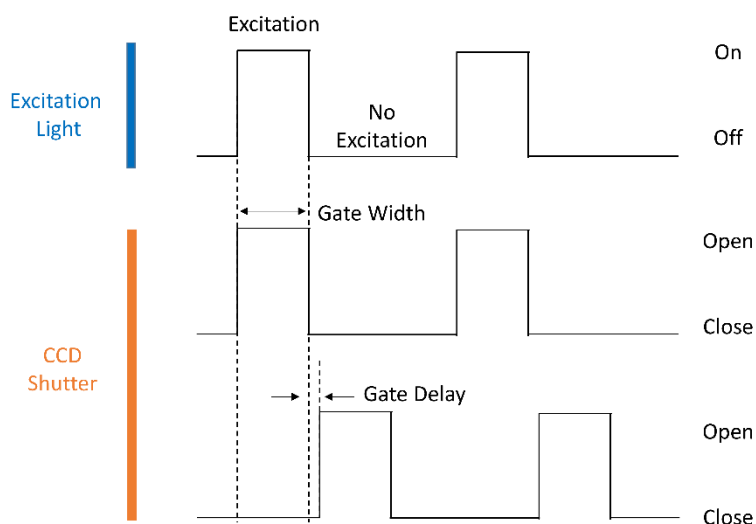 Excitation
On
Excitation
Light
No
Excitation
Off
Gate Width
Open
Close
CCD
Shutter
Gate Delay
Open
Close